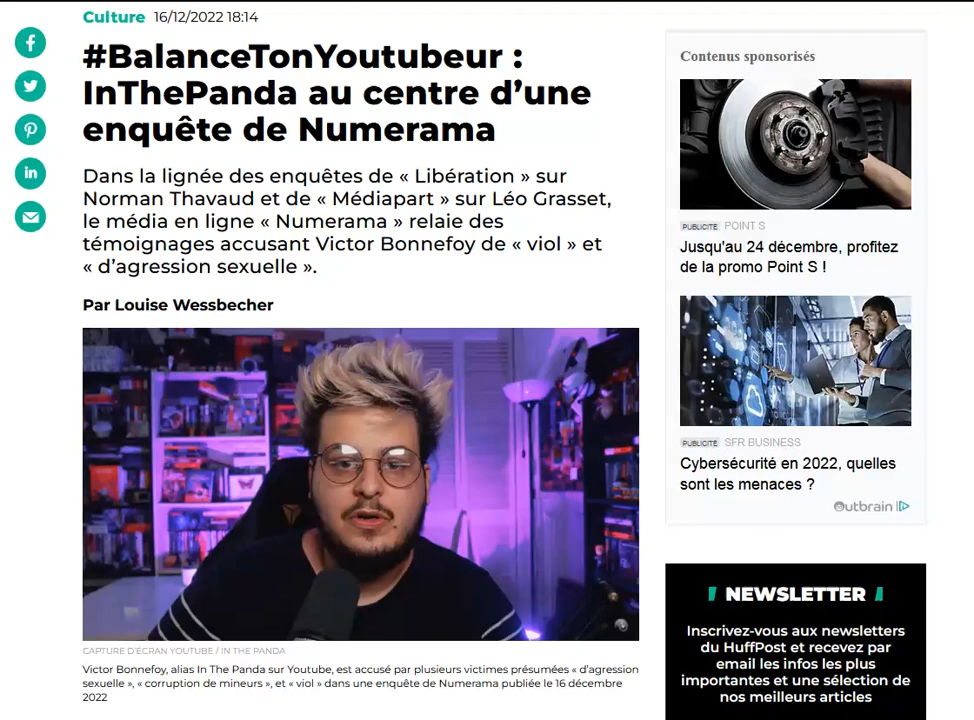 Culture 16/12/2022 18:14
#BalanceTonYoutubeur :
InThePanda au centre d’une
enquête de Numerama
Dans la lignée des enquêtes de « Libération » sur
Norman Thavaud et de « Médiapart » sur Léo Grasset,
le média en ligne « Numerama » relaie des
témoignages accusant Victor Bonnefoy de « viol » et
« d’agression sexuelle ».
Par Louise Wessbecher
CAPTURE D'ÉCRAN YOUTUBE / IN THE PANDA
Victor Bonnefoy, alias In The Panda sur Youtube, est accusé par plusieurs victimes présumées « d’agression
sexuelle », « corruption de mineurs », et « viol » dans une enquête de Numerama publiée le 16 décembre
2022
Contenus sponsorisés
PUBLICITÉ POINT S
Jusqu'au 24 décembre, profitez
de la promo Point S !
PUBLICITÉ SFR BUSINESS
Cybersécurité en 2022, quelles
sont les menaces ?
Outbrain
NEWSLETTER
Inscrivez-vous aux newsletters
du HuffPost et recevez par
email les infos les plus
importantes et une sélection de
nos meilleurs articles